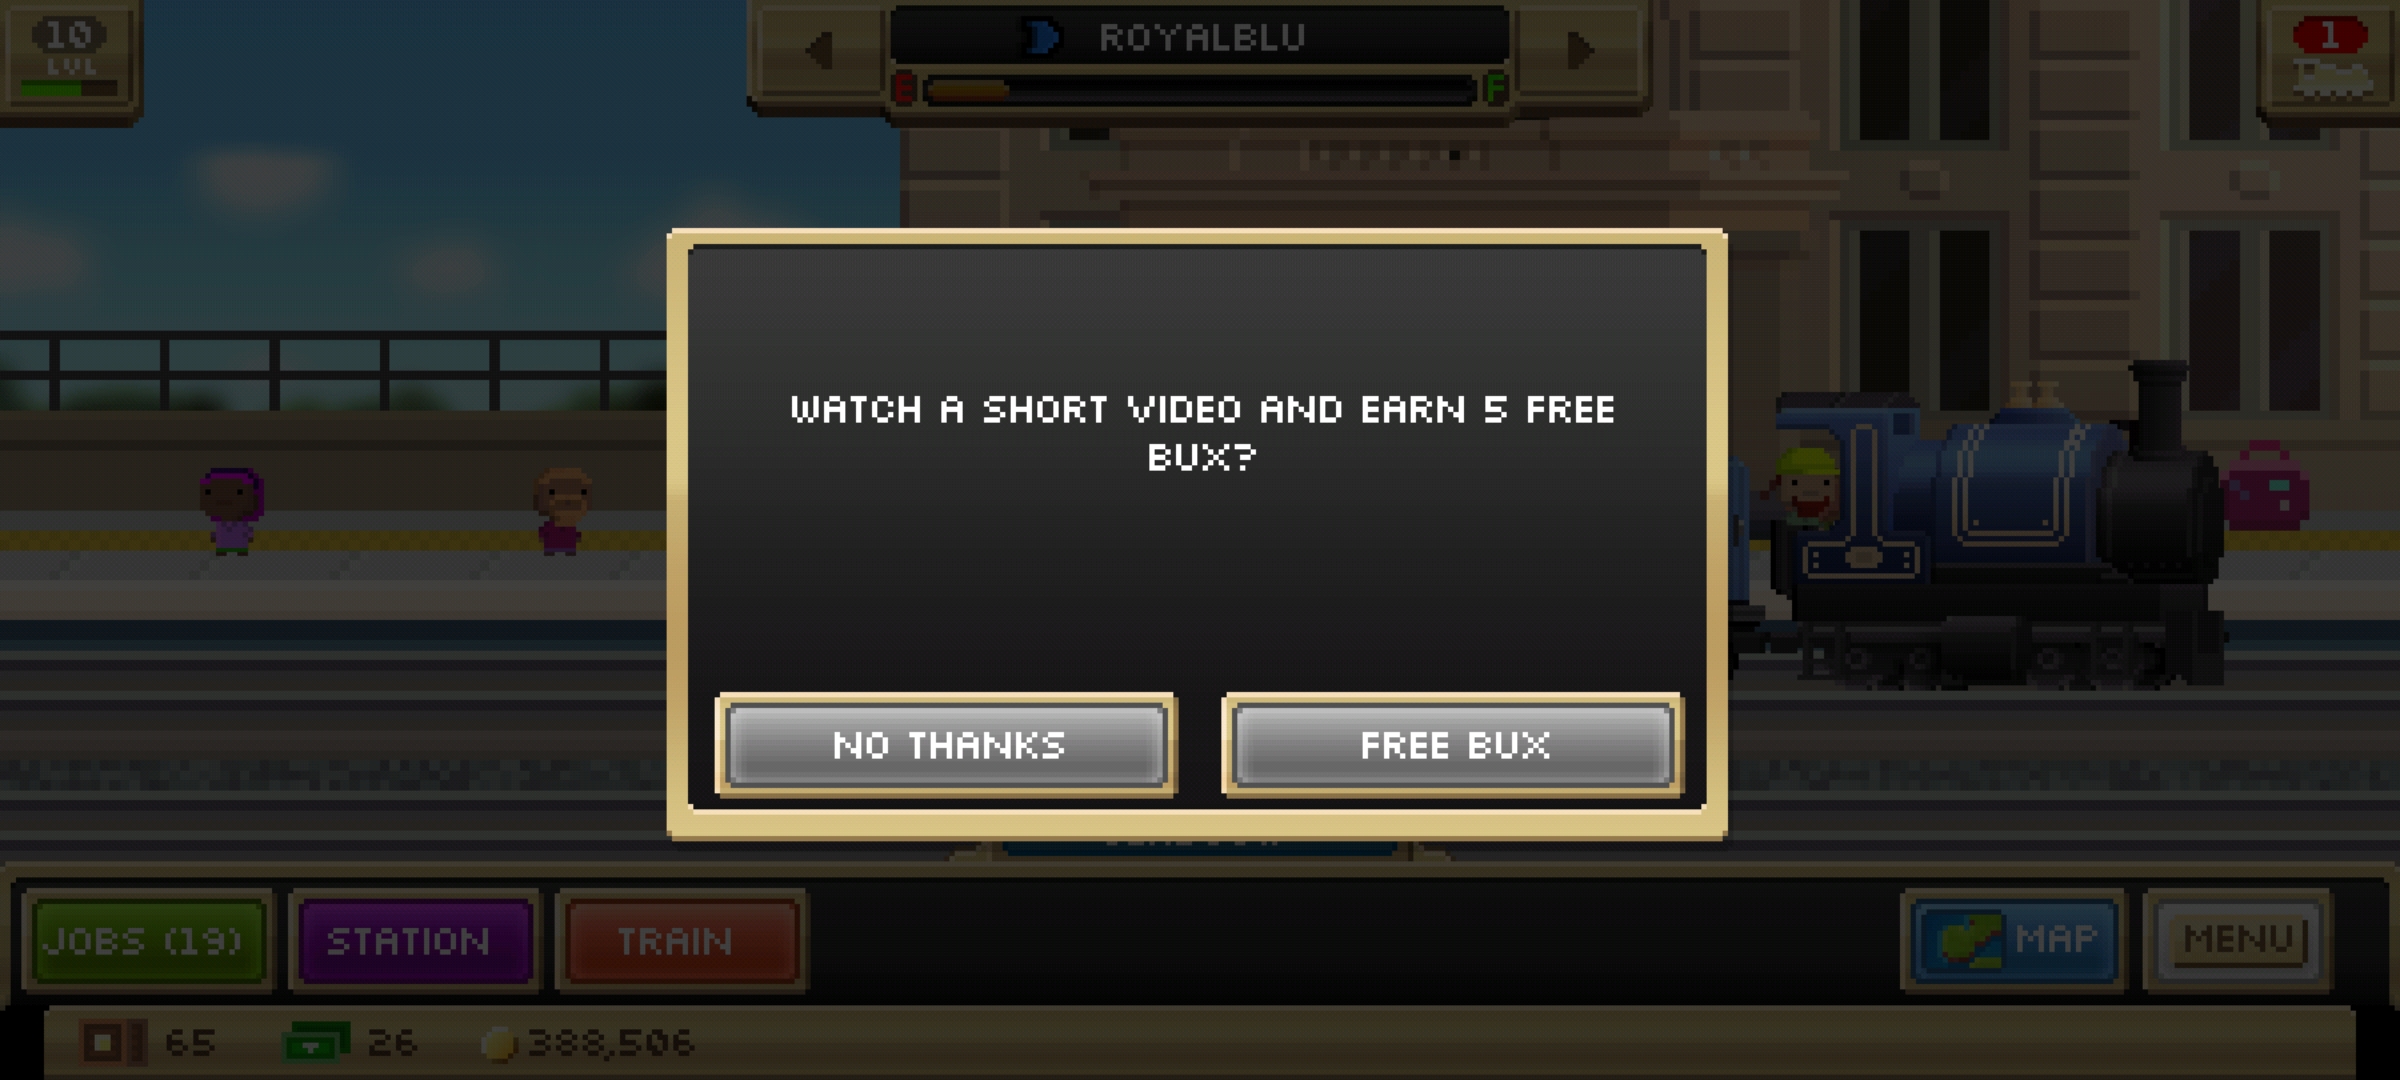 10
LVL
ROYALBLU
E F
1
WATCH A SHORT VIDEO AND EARN 5 FREE
BUX?
NO THANKS FREE BUX
JOBS (19) STATION TRAIN MAP MENU
65 26 388,506